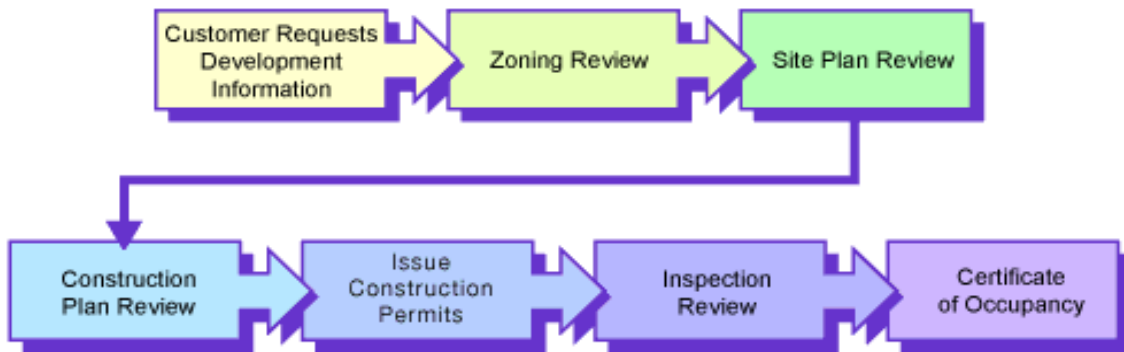 Customer Requests
Development
Information
Zoning Review
Site Plan Review
Construction
Plan Review
Issue
Construction
Permits
Inspection
Review
Certificate
of Occupancy